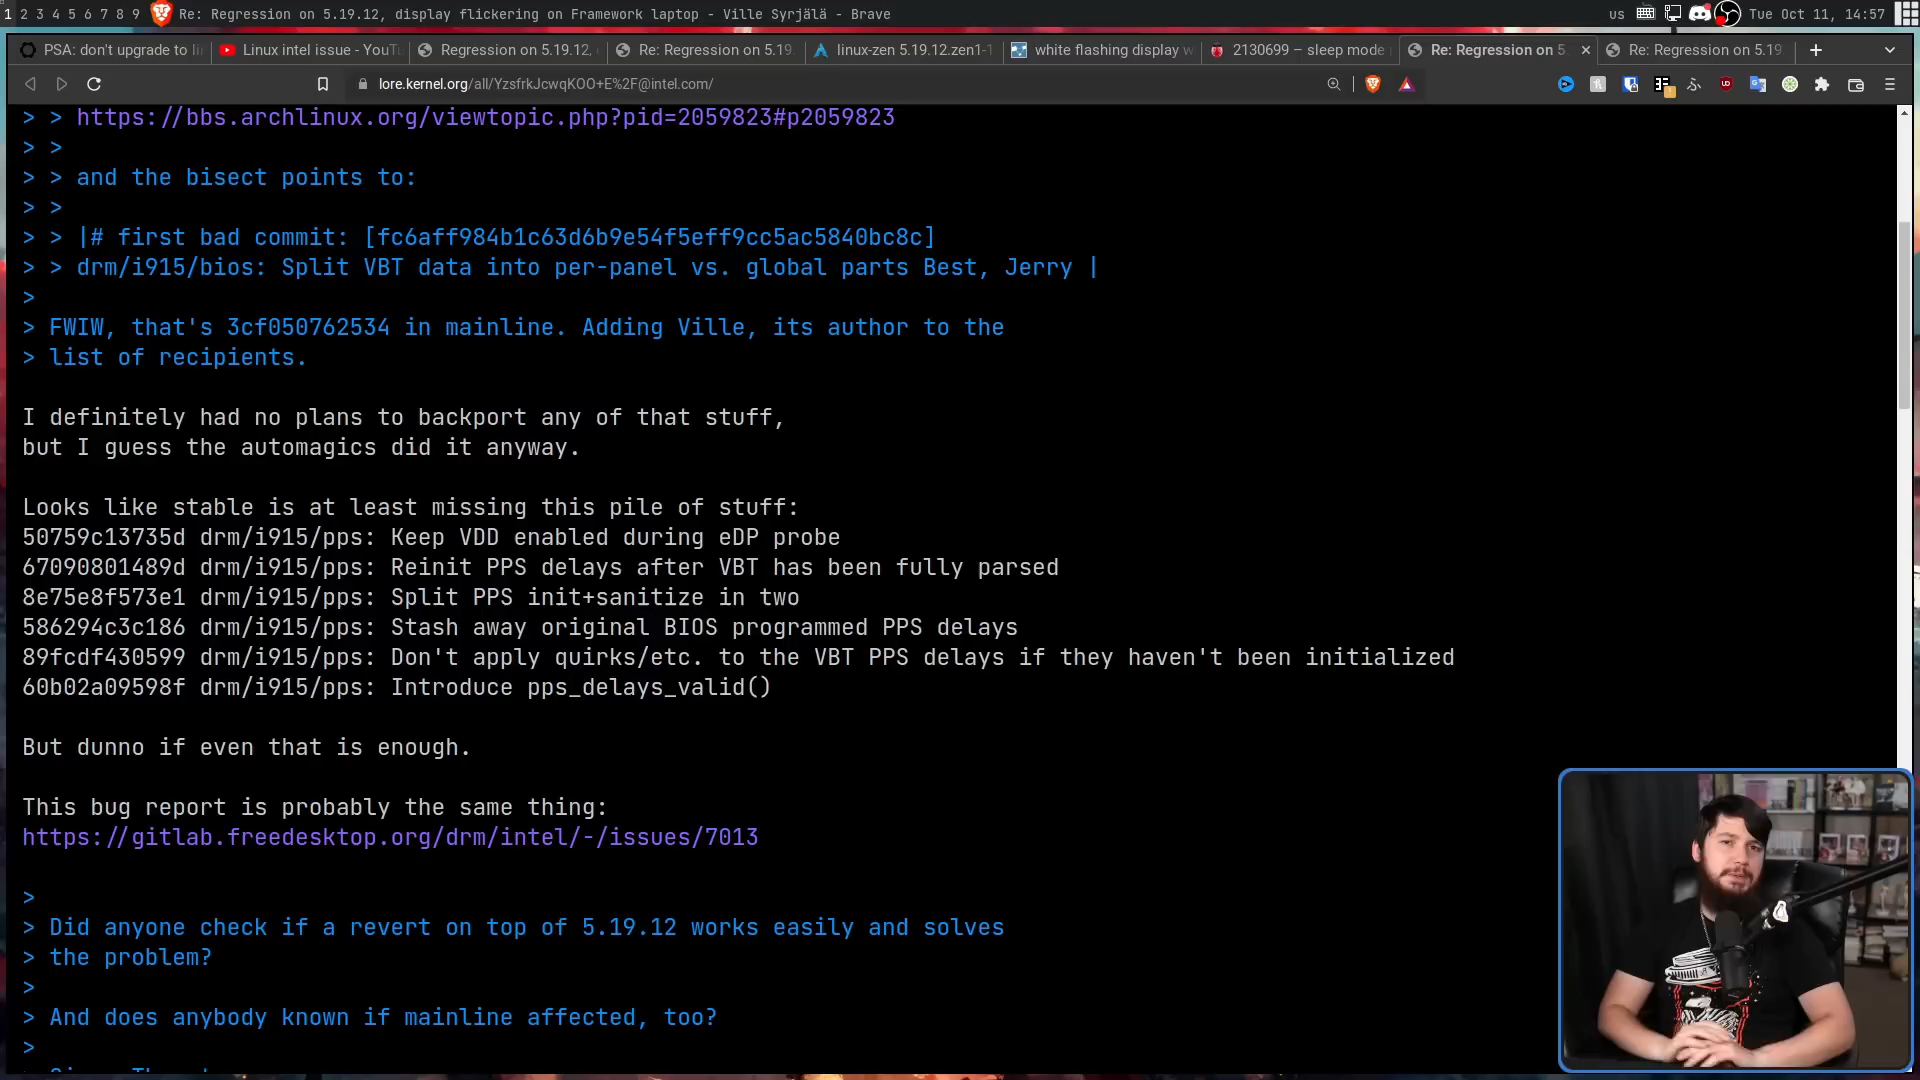 1 2 3 4 5 6 7 8 9 Re: Regression on 5.19.12, display flickering on Framework laptop - Ville Syrjälä - Brave us Tue Oct 11, 14:57
PSA: don't upgrade to li Linux intel issue - YouTu Regression on 5.19.12, Re: Regression on 5.19. linux-zen 5.19.12.zen1-1 white flashing display w 2130699 – sleep mode Re: Regression on 5. Re: Regression on 5.19
lore.kernel.org/all/YzsfrkJcwqKOO+E%2F@intel.com/
> > https://bbs.archlinux.org/viewtopic.php?pid=2059823#p2059823
> >
> > and the bisect points to:
> >
> > |# first bad commit: [fc6aff984b1c63d6b9e54f5eff9cc5ac5840bc8c]
> > drm/i915/bios: Split VBT data into per-panel vs. global parts Best, Jerry |
>
> FWIW, that's 3cf050762534 in mainline. Adding Ville, its author to the
> list of recipients.
I definitely had no plans to backport any of that stuff,
but I guess the automagics did it anyway.
Looks like stable is at least missing this pile of stuff:
50759c13735d drm/i915/pps: Keep VDD enabled during eDP probe
67090801489d drm/i915/pps: Reinit PPS delays after VBT has been fully parsed
8e75e8f573e1 drm/i915/pps: Split PPS init+sanitize in two
586294c3c186 drm/i915/pps: Stash away original BIOS programmed PPS delays
89fcdf430599 drm/i915/pps: Don't apply quirks/etc. to the VBT PPS delays if they haven't been initialized
60b02a09598f drm/i915/pps: Introduce pps_delays_valid()
But dunno if even that is enough.
This bug report is probably the same thing:
https://gitlab.freedesktop.org/drm/intel/-/issues/7013
>
> Did anyone check if a revert on top of 5.19.12 works easily and solves
> the problem?
>
> And does anybody known if mainline affected, too?
>